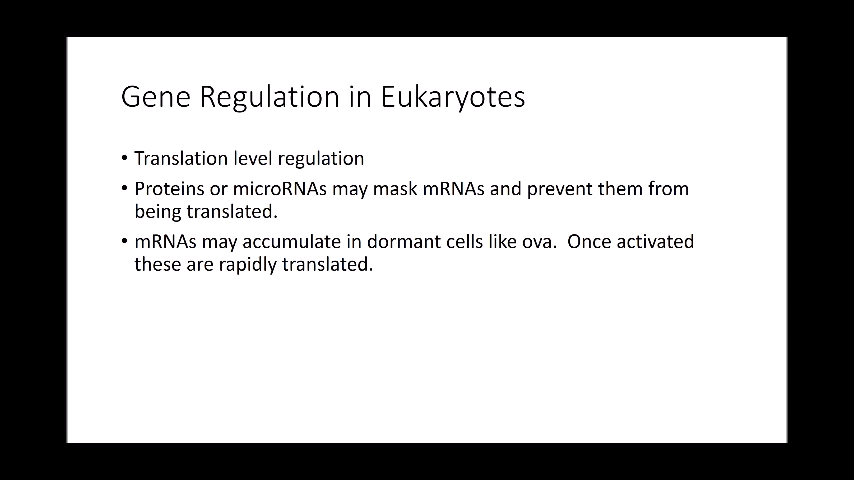 Gene Regulation in Eukaryotes
• Translation level regulation
• Proteins or microRNAs may mask mRNAs and prevent them from
being translated.
• mRNAs may accumulate in dormant cells like ova.  Once activated
these are rapidly translated.